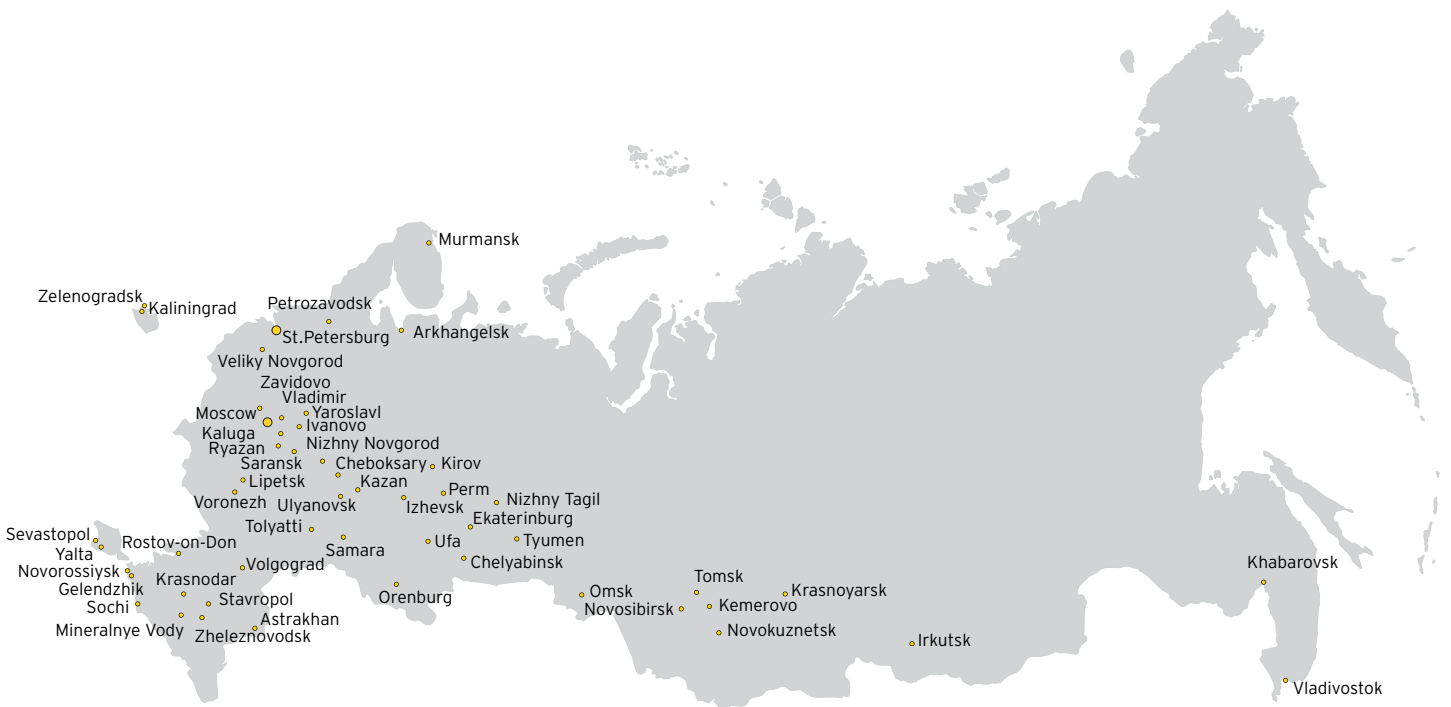 Murmansk
Zelenogradsk
Kaliningrad
Petrozavodsk
St.Petersburg
Arkhangelsk
Veliky Novgorod
Zavidovo
Vladimir
Moscow
Yaroslavl
Ivanovo
Kaluga
Ryazan
Nizhny Novgorod
Saransk
Cheboksary
Kirov
Lipetsk
Kazan
Perm
Voronezh
Ulyanovsk
Izhevsk
Nizhny Tagil
Ekaterinburg
Tolyatti
Sevastopol
Rostov-on-Don
Samara
Ufa
Tyumen
Yalta
Chelyabinsk
Volgograd
Khabarovsk
Novorossiysk
Krasnodar
Tomsk
Gelendzhik
Orenburg
Omsk
Krasnoyarsk
Sochi
Stavropol
Novosibirsk
Kemerovo
Astrakhan
Mineralnye Vody
Zheleznovodsk
Novokuznetsk
Irkutsk
Vladivostok